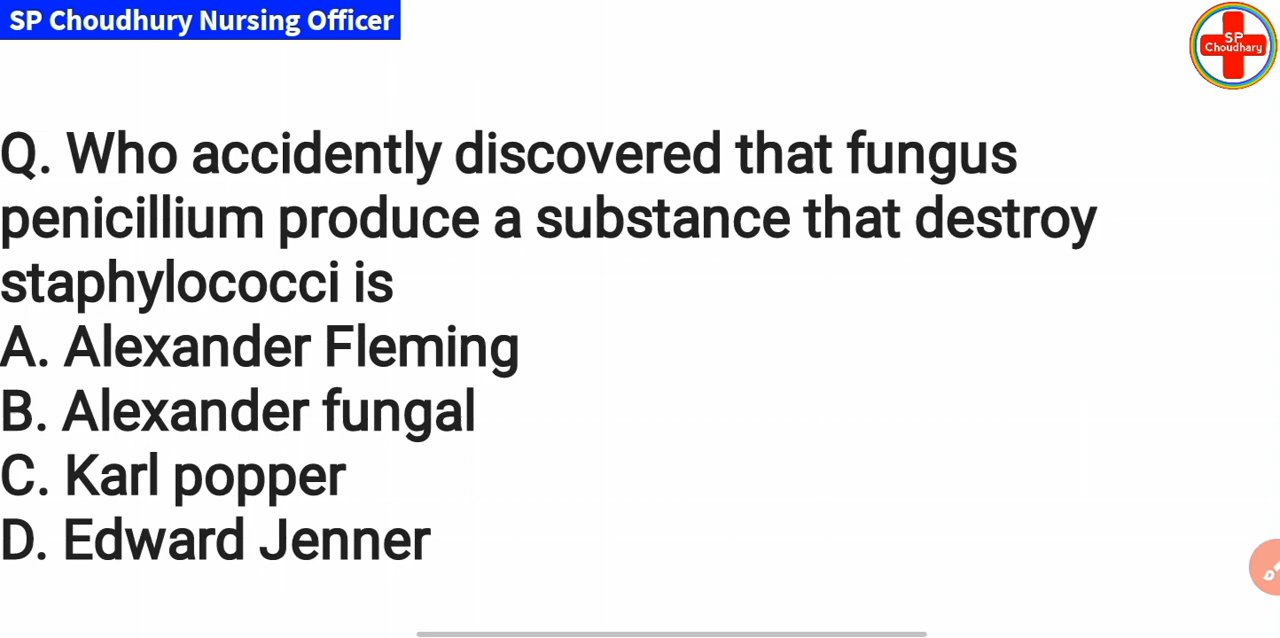 SP Choudhury Nursing Officer
SP
Choudhary
Q. Who accidently discovered that fungus
penicillium produce a substance that destroy
staphylococci is
A. Alexander Fleming
B. Alexander fungal
C. Karl popper
D. Edward Jenner